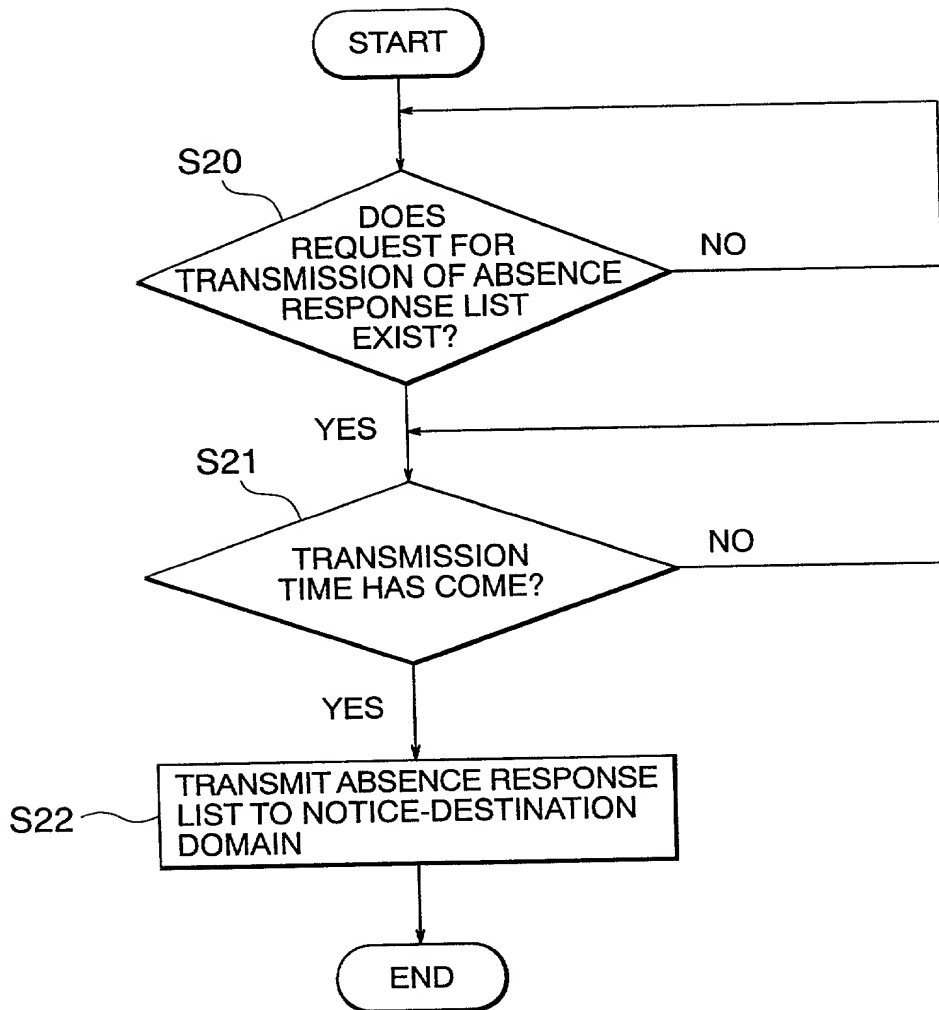 START
S20
DOES
REQUEST FOR
TRANSMISSION OF ABSENCE
RESPONSE LIST
EXIST?
NO
YES
S21
TRANSMISSION
TIME HAS COME?
NO
YES
S22
TRANSMIT ABSENCE RESPONSE
LIST TO NOTICE-DESTINATION
DOMAIN
END